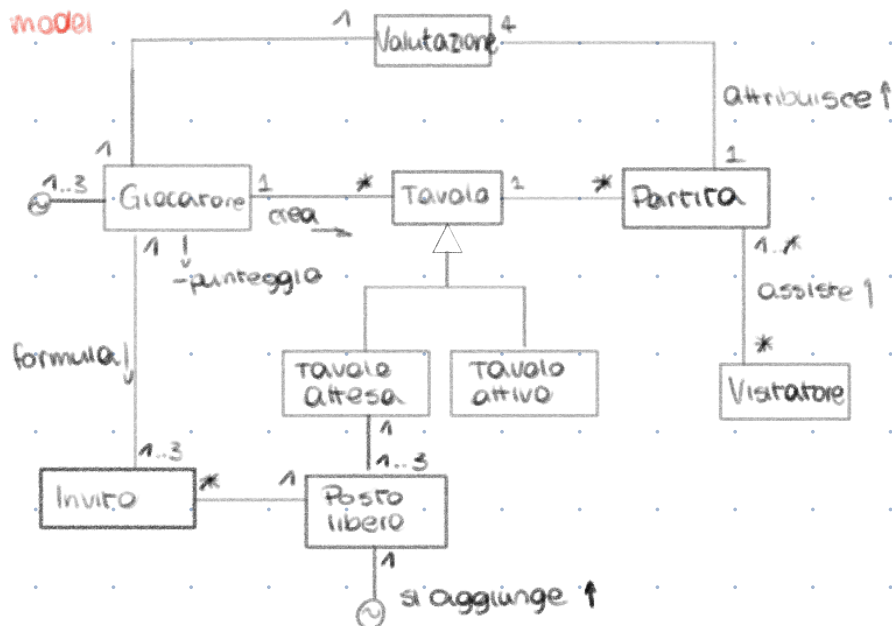 model
1
Valutazione
4
attribuisce ↑
1
1
1..3
Giocatore
1
*
crea →
Tavolo
1
*
Partita
1
↓
-punteggio
1..*
assiste ↑
*
formula ↓
Tavolo
attesa
Tavolo
attivo
Visitatore
1
1..3
1..3
Invito
*
1
Posto
libero
1
~
si aggiunge ↑